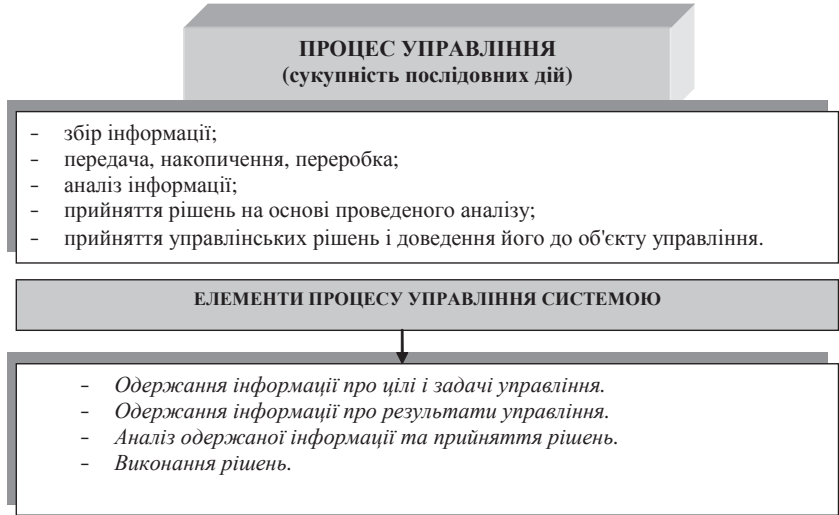 ПРОЦЕС УПРАВЛІННЯ
(сукупність послідовних дій)
- збір інформації;
- передача, накопичення, переробка;
- аналіз інформації;
- прийняття рішень на основі проведеного аналізу;
- прийняття управлінських рішень і доведення його до об'єкту управління.
ЕЛЕМЕНТИ ПРОЦЕСУ УПРАВЛІННЯ СИСТЕМОЮ
- Одержання інформації про цілі і задачі управління.
- Одержання інформації про результати управління.
- Аналіз одержаної інформації та прийняття рішень.
- Виконання рішень.